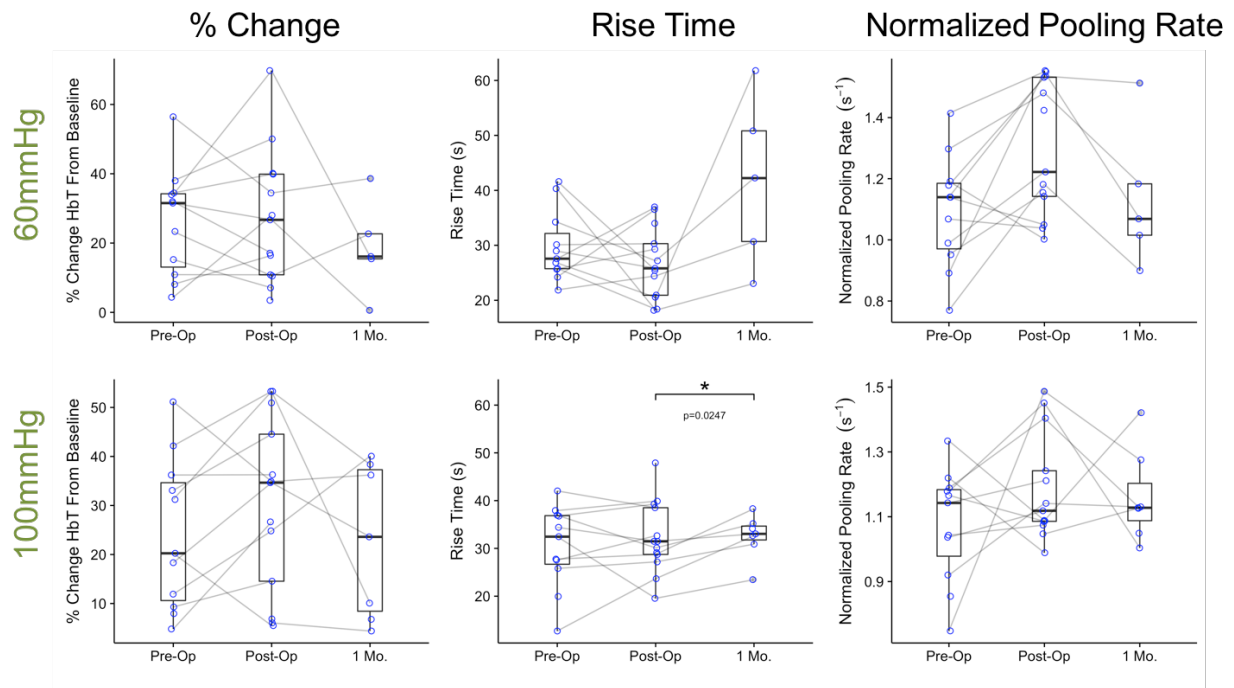 % Change
Rise Time
Normalized Pooling Rate
60mmHg
% Change HbT From Baseline
60
40
20
0
Pre-Op Post-Op 1 Mo.
Rise Time (s)
60
50
40
30
20
Pre-Op Post-Op 1 Mo.
Normalized Pooling Rate (s⁻¹)
1.4
1.2
1.0
0.8
Pre-Op Post-Op 1 Mo.
100mmHg
% Change HbT From Baseline
50
40
30
20
10
Pre-Op Post-Op 1 Mo.
Rise Time (s)
60
50
40
30
20
*
p=0.0247
Pre-Op Post-Op 1 Mo.
Normalized Pooling Rate (s⁻¹)
1.5
1.3
1.1
0.9
Pre-Op Post-Op 1 Mo.